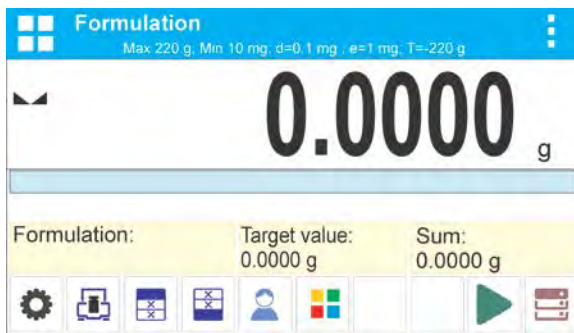 Formulation
Max 220 g, Min 10 mg, d=0.1 mg , e=1 mg, T=-220 g
0.0000 g
Formulation:
Target value:
0.0000 g
Sum:
0.0000 g